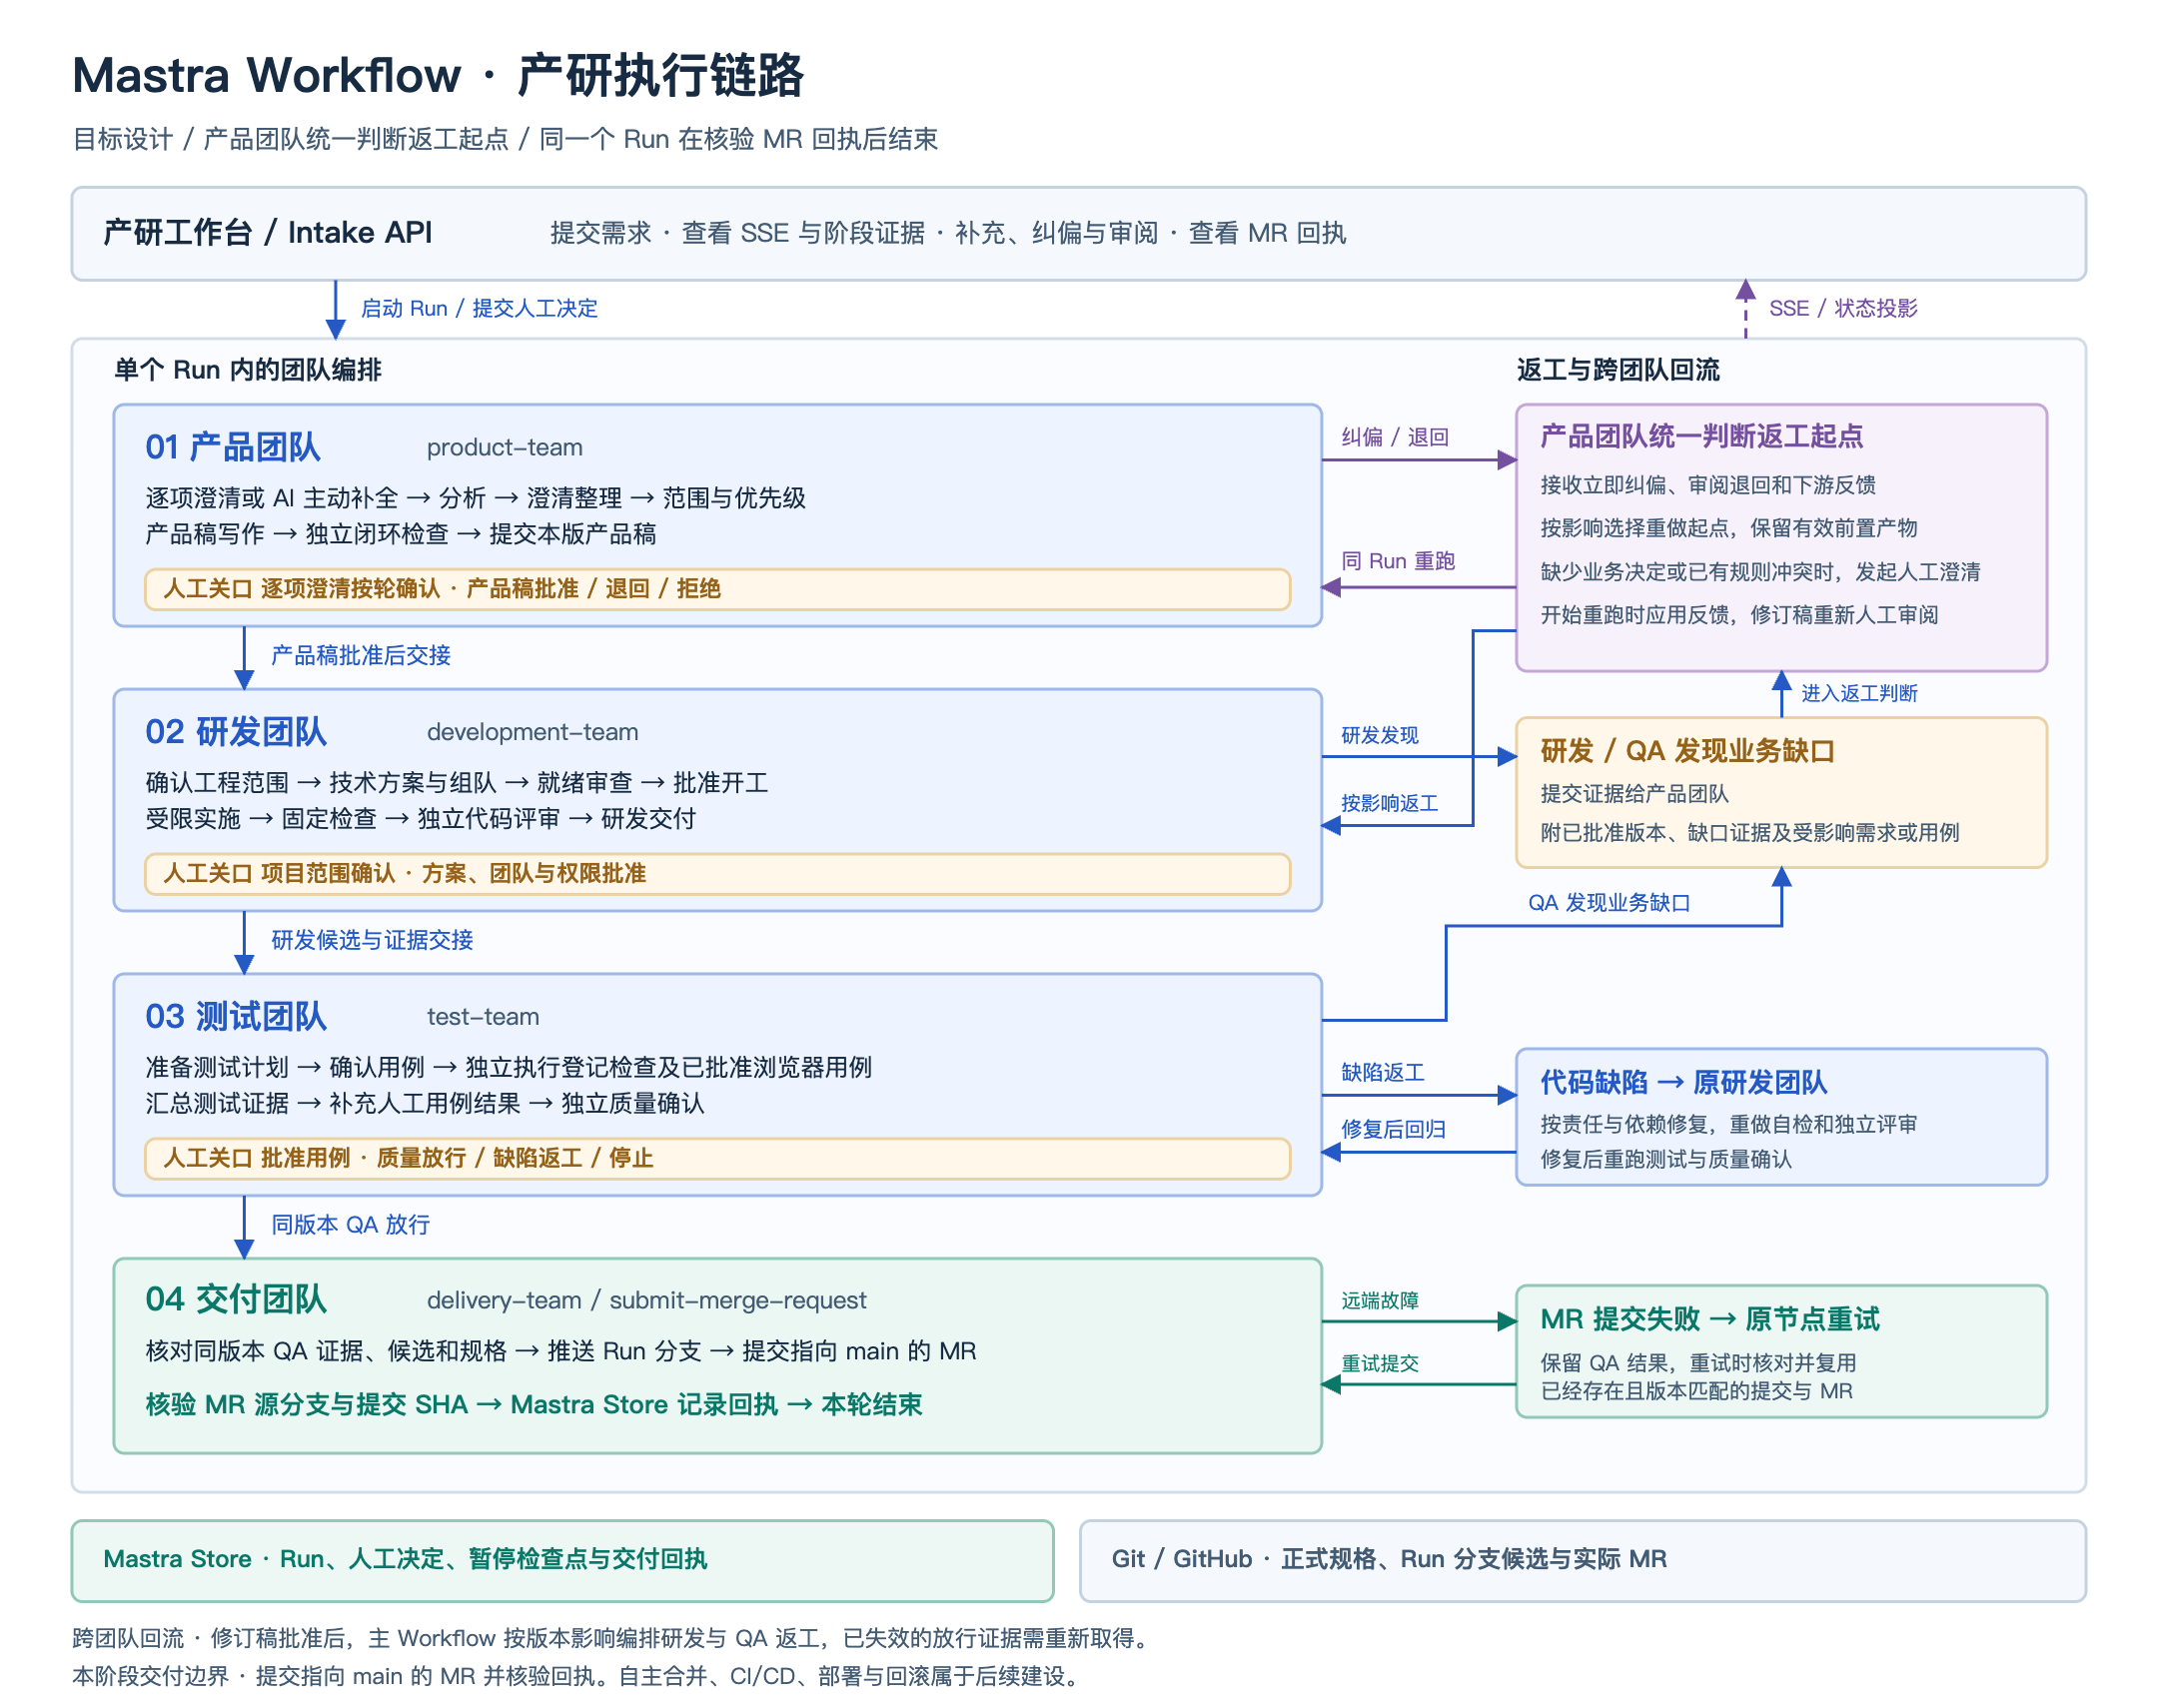 Mastra Workflow · 产研执行链路
目标设计 / 产品团队统一判断返工起点 / 同一个 Run 在核验 MR 回执后结束
产研工作台 / Intake API
提交需求 · 查看 SSE 与阶段证据 · 补充、纠偏与审阅 · 查看 MR 回执
启动 Run / 提交人工决定
SSE / 状态投影
单个 Run 内的团队编排
返工与跨团队回流
01 产品团队
product-team
逐项澄清或 AI 主动补全 → 分析 → 澄清整理 → 范围与优先级
产品稿写作 → 独立闭环检查 → 提交本版产品稿
人工关口 逐项澄清按轮确认 · 产品稿批准 / 退回 / 拒绝
纠偏 / 退回
同 Run 重跑
产品团队统一判断返工起点
接收立即纠偏、审阅退回和下游反馈
按影响选择重做起点，保留有效前置产物
缺少业务决定或已有规则冲突时，发起人工澄清
开始重跑时应用反馈，修订稿重新人工审阅
产品稿批准后交接
进入返工判断
02 研发团队
development-team
确认工程范围 → 技术方案与组队 → 就绪审查 → 批准开工
受限实施 → 固定检查 → 独立代码评审 → 研发交付
人工关口 项目范围确认 · 方案、团队与权限批准
研发发现
按影响返工
研发 / QA 发现业务缺口
提交证据给产品团队
附已批准版本、缺口证据及受影响需求或用例
QA 发现业务缺口
研发候选与证据交接
03 测试团队
test-team
准备测试计划 → 确认用例 → 独立执行登记检查及已批准浏览器用例
汇总测试证据 → 补充人工用例结果 → 独立质量确认
人工关口 批准用例 · 质量放行 / 缺陷返工 / 停止
缺陷返工
修复后回归
代码缺陷 → 原研发团队
按责任与依赖修复，重做自检和独立评审
修复后重跑测试与质量确认
同版本 QA 放行
04 交付团队
delivery-team / submit-merge-request
核对同版本 QA 证据、候选和规格 → 推送 Run 分支 → 提交指向 main 的 MR
核验 MR 源分支与提交 SHA → Mastra Store 记录回执 → 本轮结束
远端故障
重试提交
MR 提交失败 → 原节点重试
保留 QA 结果，重试时核对并复用
已经存在且版本匹配的提交与 MR
Mastra Store · Run、人工决定、暂停检查点与交付回执
Git / GitHub · 正式规格、Run 分支候选与实际 MR
跨团队回流 · 修订稿批准后，主 Workflow 按版本影响编排研发与 QA 返工，已失效的放行证据需重新取得。
本阶段交付边界 · 提交指向 main 的 MR 并核验回执。自主合并、CI/CD、部署与回滚属于后续建设。